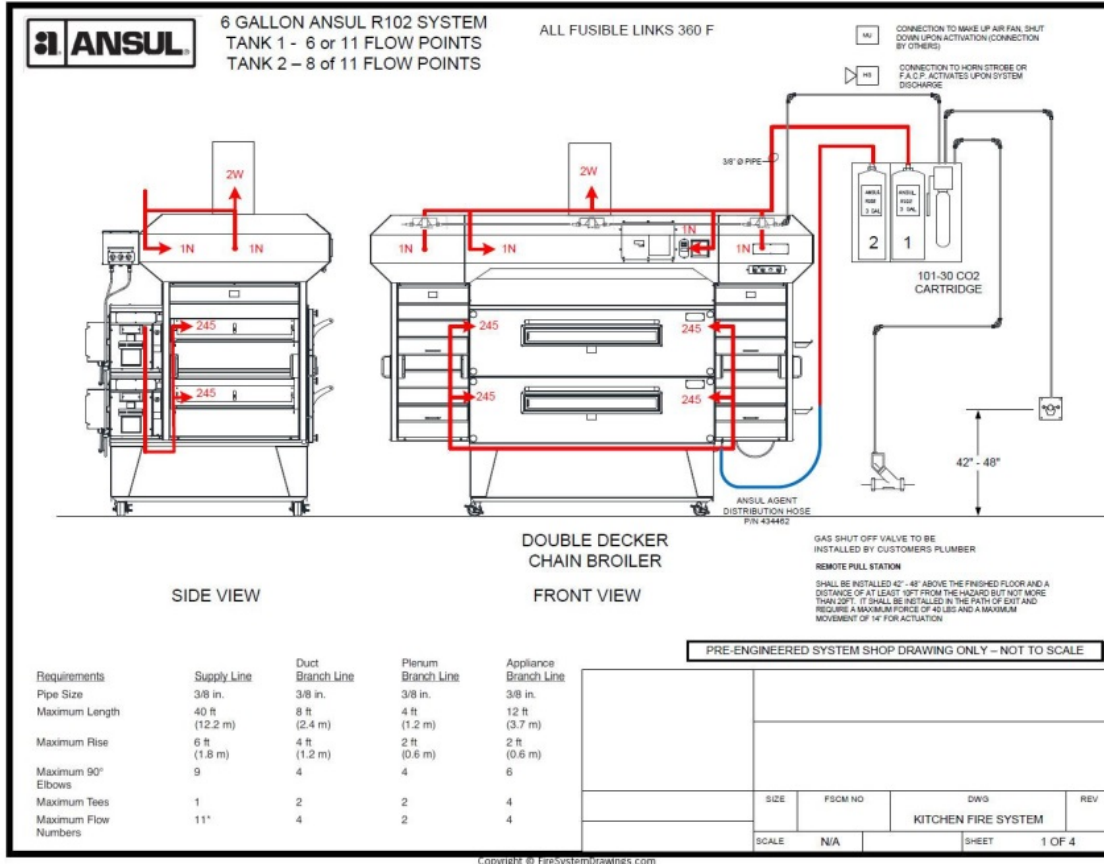 ANSUL
6 GALLON ANSUL R102 SYSTEM
TANK 1 - 6 or 11 FLOW POINTS
TANK 2 – 8 of 11 FLOW POINTS
ALL FUSIBLE LINKS 360 F
MU
CONNECTION TO MAKE UP AIR FAN, SHUT
DOWN UPON ACTIVATION (CONNECTION
BY OTHERS)
HS
CONNECTION TO HORN STROBE OR
F.A.C.P. ACTIVATES UPON SYSTEM
DISCHARGE
2W
1N
1N
245
245
2W
1N
1N
1N
1N
245
245
245
245
3/8" Ø PIPE
ANSUL
3 GAL
2
ANSUL
3 GAL
1
101-30 CO2
CARTRIDGE
42" - 48"
ANSUL AGENT
DISTRIBUTION HOSE
P/N 434462
DOUBLE DECKER
CHAIN BROILER
SIDE VIEW
FRONT VIEW
GAS SHUT OFF VALVE TO BE
INSTALLED BY CUSTOMERS PLUMBER
REMOTE PULL STATION
SHALL BE INSTALLED 42" - 48" ABOVE THE FINISHED FLOOR AND A
DISTANCE OF AT LEAST 10FT FROM THE HAZARD BUT NOT MORE
THAN 20FT. IT SHALL BE INSTALLED IN THE PATH OF EXIT AND
REQUIRE A MAXIMUM FORCE OF 40 LBS AND A MAXIMUM
MOVEMENT OF 14" FOR ACTUATION
PRE-ENGINEERED SYSTEM SHOP DRAWING ONLY – NOT TO SCALE
Requirements Supply Line Duct Branch Line Plenum Branch Line Appliance Branch Line
Pipe Size 3/8 in. 3/8 in. 3/8 in. 3/8 in.
Maximum Length 40 ft 8 ft 4 ft 12 ft
(12.2 m) (2.4 m) (1.2 m) (3.7 m)
Maximum Rise 6 ft 4 ft 2 ft 2 ft
(1.8 m) (1.2 m) (0.6 m) (0.6 m)
Maximum 90° Elbows 9 4 4 6
Maximum Tees 1 2 2 4
Maximum Flow Numbers 11* 4 2 4
SIZE FSCM NO DWG REV
KITCHEN FIRE SYSTEM
SCALE N/A SHEET 1 OF 4
Copyright © FireSystemDrawings.com